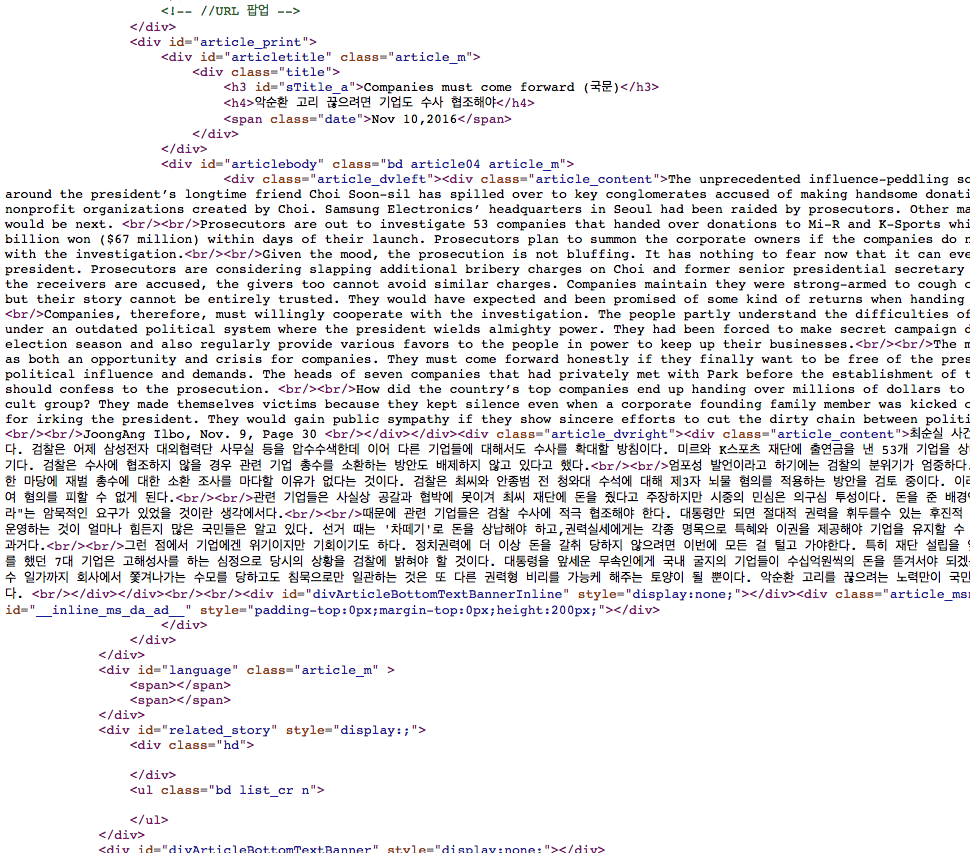 <!-- //URL 팝업 -->
</div>
<div id="article_print">
<div id="articletitle" class="article_m">
<div class="title">
<h3 id="sTitle_a">Companies must come forward (국문)</h3>
<h4>악순환 고리 끊으려면 기업도 수사 협조해야</h4>
<span class="date">Nov 10,2016</span>
</div>
</div>
<div id="articlebody" class="bd article04 article_m">
<div class="article_dvleft"><div class="article_content">The unprecedented influence-peddling sc
around the president’s longtime friend Choi Soon-sil has spilled over to key conglomerates accused of making handsome donati
nonprofit organizations created by Choi. Samsung Electronics’ headquarters in Seoul had been raided by prosecutors. Other ma
would be next. <br/><br/>Prosecutors are out to investigate 53 companies that handed over donations to Mi-R and K-Sports whi
billion won ($67 million) within days of their launch. Prosecutors plan to summon the corporate owners if the companies do n
with the investigation.<br/><br/>Given the mood, the prosecution is not bluffing. It has nothing to fear now that it can eve
president. Prosecutors are considering slapping additional bribery charges on Choi and former senior presidential secretary
the receivers are accused, the givers too cannot avoid similar charges. Companies maintain they were strong-armed to cough o
but their story cannot be entirely trusted. They would have expected and been promised of some kind of returns when handing
<br/>Companies, therefore, must willingly cooperate with the investigation. The people partly understand the difficulties of
under an outdated political system where the president wields almighty power. They had been forced to make secret campaign d
election season and also regularly provide various favors to the people in power to keep up their businesses.<br/><br/>The m
as both an opportunity and crisis for companies. They must come forward honestly if they finally want to be free of the pres
political influence and demands. The heads of seven companies that had privately met with Park before the establishment of t
should confess to the prosecution. <br/><br/>How did the country’s top companies end up handing over millions of dollars to
cult group? They made themselves victims because they kept silence even when a corporate founding family member was kicked o
for irking the president. They would gain public sympathy if they show sincere efforts to cut the dirty chain between politi
<br/><br/>JoongAng Ilbo, Nov. 9, Page 30 <br/></div></div><div class="article_dvright"><div class="article_content">최순실 사건
다. 검찰은 어제 삼성전자 대외협력단 사무실 등을 압수수색한데 이어 다른 기업들에 대해서도 수사를 확대할 방침이다. 미르와 K스포츠 재단에 출연금을 낸 53개 기업을 상
기다. 검찰은 수사에 협조하지 않을 경우 관련 기업 총수를 소환하는 방안도 배제하지 않고 있다고 했다.<br/><br/>엄포성 발언이라고 하기에는 검찰의 분위기가 엄중하다.
한 마당에 재벌 총수에 대한 소환 조사를 마다할 이유가 없다는 것이다. 검찰은 최씨와 안종범 전 청와대 수석에 대해 제3자 뇌물 혐의를 적용하는 방안을 검토 중이다. 이러
여 혐의를 피할 수 없게 된다.<br/><br/>관련 기업들은 사실상 공갈과 협박에 못이겨 최씨 재단에 돈을 줬다고 주장하지만 시중의 민심은 의구심 투성이다. 돈을 준 배경에
라"는 암묵적인 요구가 있었을 것이란 생각에서다.<br/><br/>때문에 관련 기업들은 검찰 수사에 적극 협조해야 한다. 대통령만 되면 절대적 권력을 휘두를수 있는 후진적
운영하는 것이 얼마나 힘든지 많은 국민들은 알고 있다. 선거 때는 '차떼기'로 돈을 상납해야 하고,권력실세에게는 각종 명목으로 특혜와 이권을 제공해야 기업을 유지할 수
과거다.<br/><br/>그런 점에서 기업에겐 위기이지만 기회이기도 하다. 정치권력에 더 이상 돈을 갈취 당하지 않으려면 이번에 모든 걸 털고 가야한다. 특히 재단 설립을 앞
를 했던 7대 기업은 고해성사를 하는 심정으로 당시의 상황을 검찰에 밝혀야 할 것이다. 대통령을 앞세운 무속인에게 국내 굴지의 기업들이 수십억원씩의 돈을 뜯겨서야 되겠
수 일가까지 회사에서 쫓겨나가는 수모를 당하고도 침묵으로만 일관하는 것은 또 다른 권력형 비리를 가능케 해주는 토양이 될 뿐이다. 악순환 고리를 끊으려는 노력만이 국민
다. <br/></div></div><br/><br/><div id="divArticleBottomTextBannerInline" style="display:none;"></div><div class="article_msn
id="__inline_ms_da_ad__" style="padding-top:0px;margin-top:0px;height:200px;"></div>
</div>
</div>
</div>
<div id="language" class="article_m" >
<span></span>
<span></span>
</div>
<div id="related_story" style="display:;">
<div class="hd">
</div>
<ul class="bd list_cr n">
</ul>
</div>
<div id="divArticleBottomTextBanner" style="display:none;"></div>